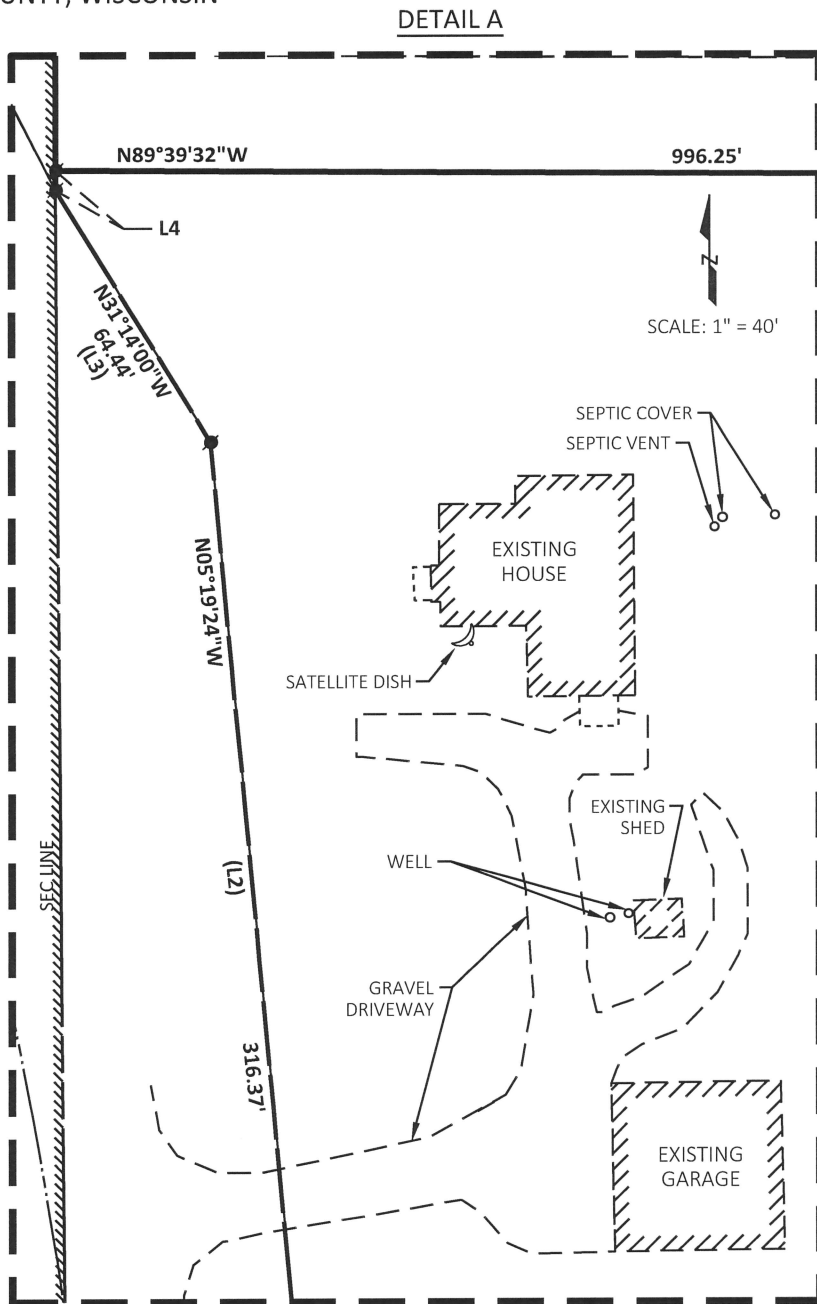 OUNTY, WISCONSIN
DETAIL A
N89°39'32"W 996.25'
L4
N31°14'00"W
64.44'
(L3)
Z
SCALE: 1" = 40'
SEPTIC COVER
SEPTIC VENT
EXISTING
HOUSE
N05°19'24"W
SATELLITE DISH
EXISTING
SHED
SEC LINE
(L2)
WELL
GRAVEL
DRIVEWAY
316.37'
EXISTING
GARAGE